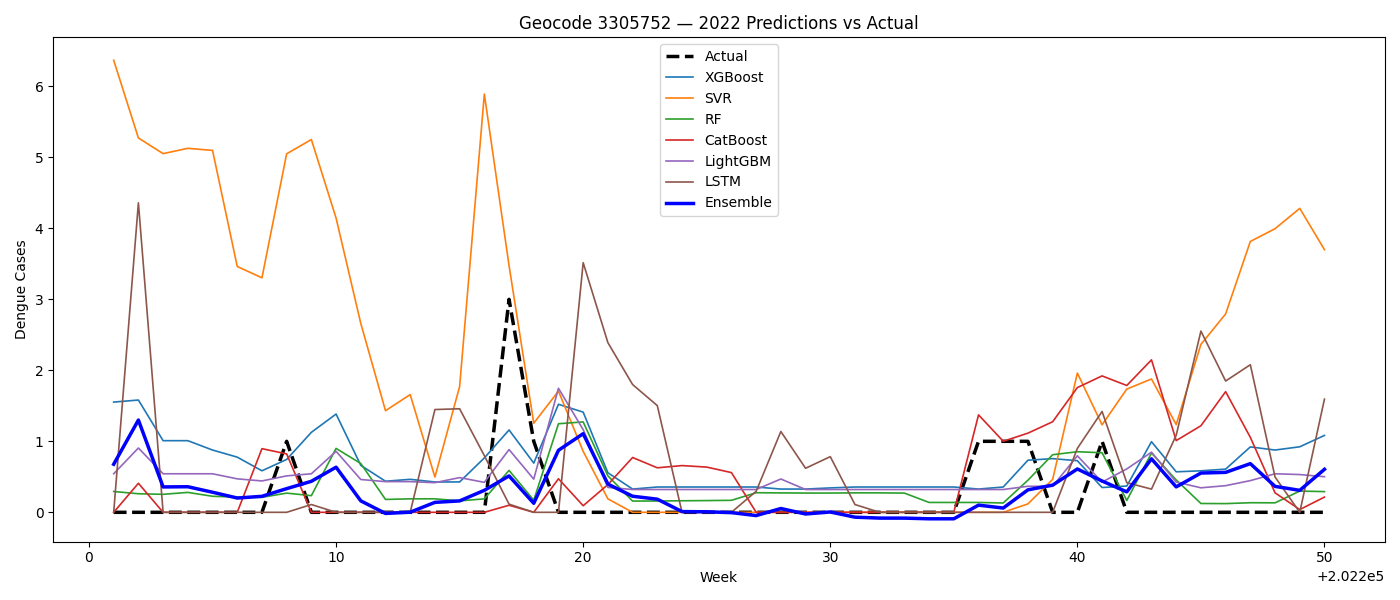 Geocode 3305752 — 2022 Predictions vs Actual
Actual
XGBoost
SVR
RF
CatBoost
LightGBM
LSTM
Ensemble
Dengue Cases
6
5
4
3
2
1
0
0 10 20 30 40 50
Week
+2.022e5